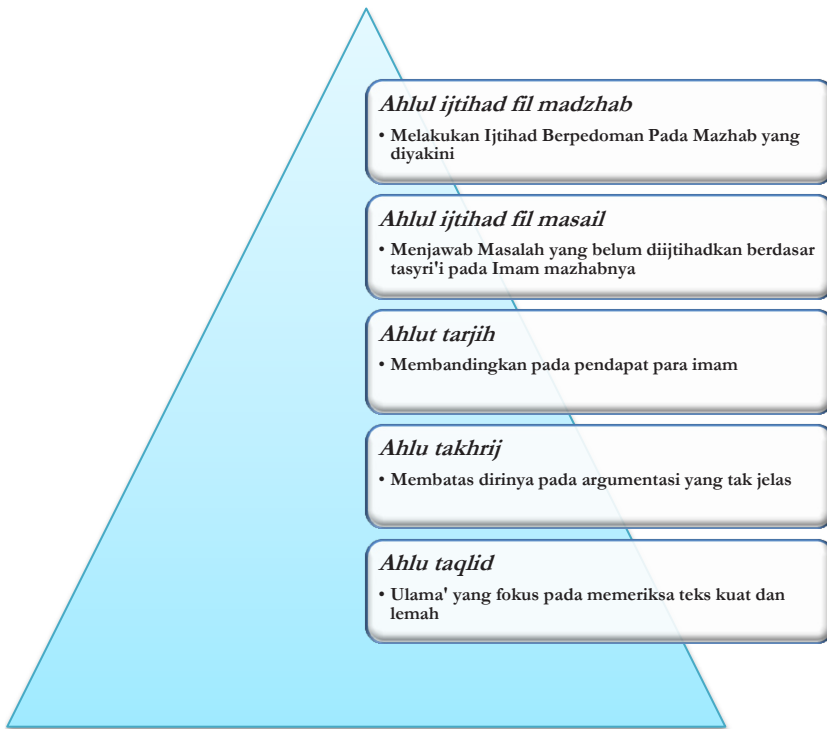 Ahlul ijtihad fil madzhab
• Melakukan Ijtihad Berpedoman Pada Mazhab yang
diyakini
Ahlul ijtihad fil masail
• Menjawab Masalah yang belum diijtihadkan berdasar
tasyri'i pada Imam mazhabnya
Ahlut tarjih
• Membandingkan pada pendapat para imam
Ahlu takhrij
• Membatas dirinya pada argumentasi yang tak jelas
Ahlu taqlid
• Ulama' yang fokus pada memeriksa teks kuat dan
lemah